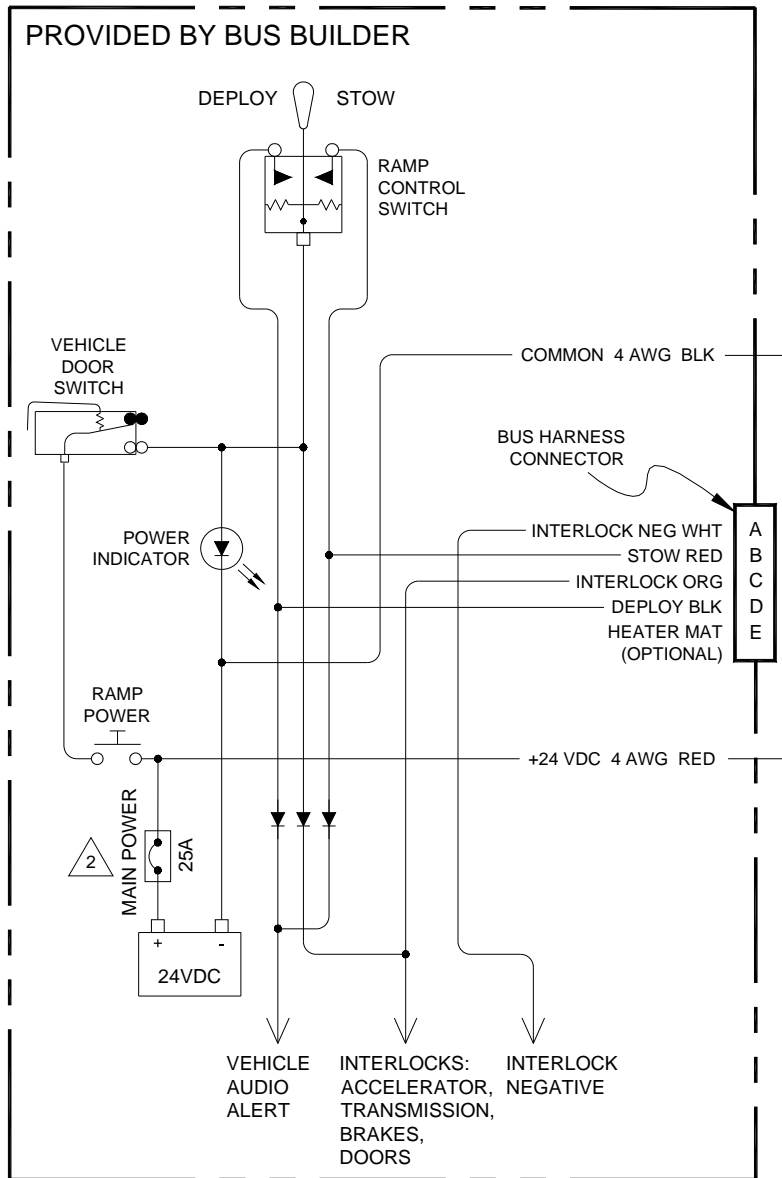 PROVIDED BY BUS BUILDER
DEPLOY STOW
RAMP
CONTROL
SWITCH
VEHICLE
DOOR
SWITCH
COMMON 4 AWG BLK
BUS HARNESS
CONNECTOR
POWER
INDICATOR
INTERLOCK NEG WHT A
STOW RED B
INTERLOCK ORG C
DEPLOY BLK D
HEATER MAT E
(OPTIONAL)
RAMP
POWER
+24 VDC 4 AWG RED
2
MAIN POWER
25A
+ -
24VDC
VEHICLE
AUDIO
ALERT
INTERLOCKS:
ACCELERATOR,
TRANSMISSION,
BRAKES,
DOORS
INTERLOCK
NEGATIVE